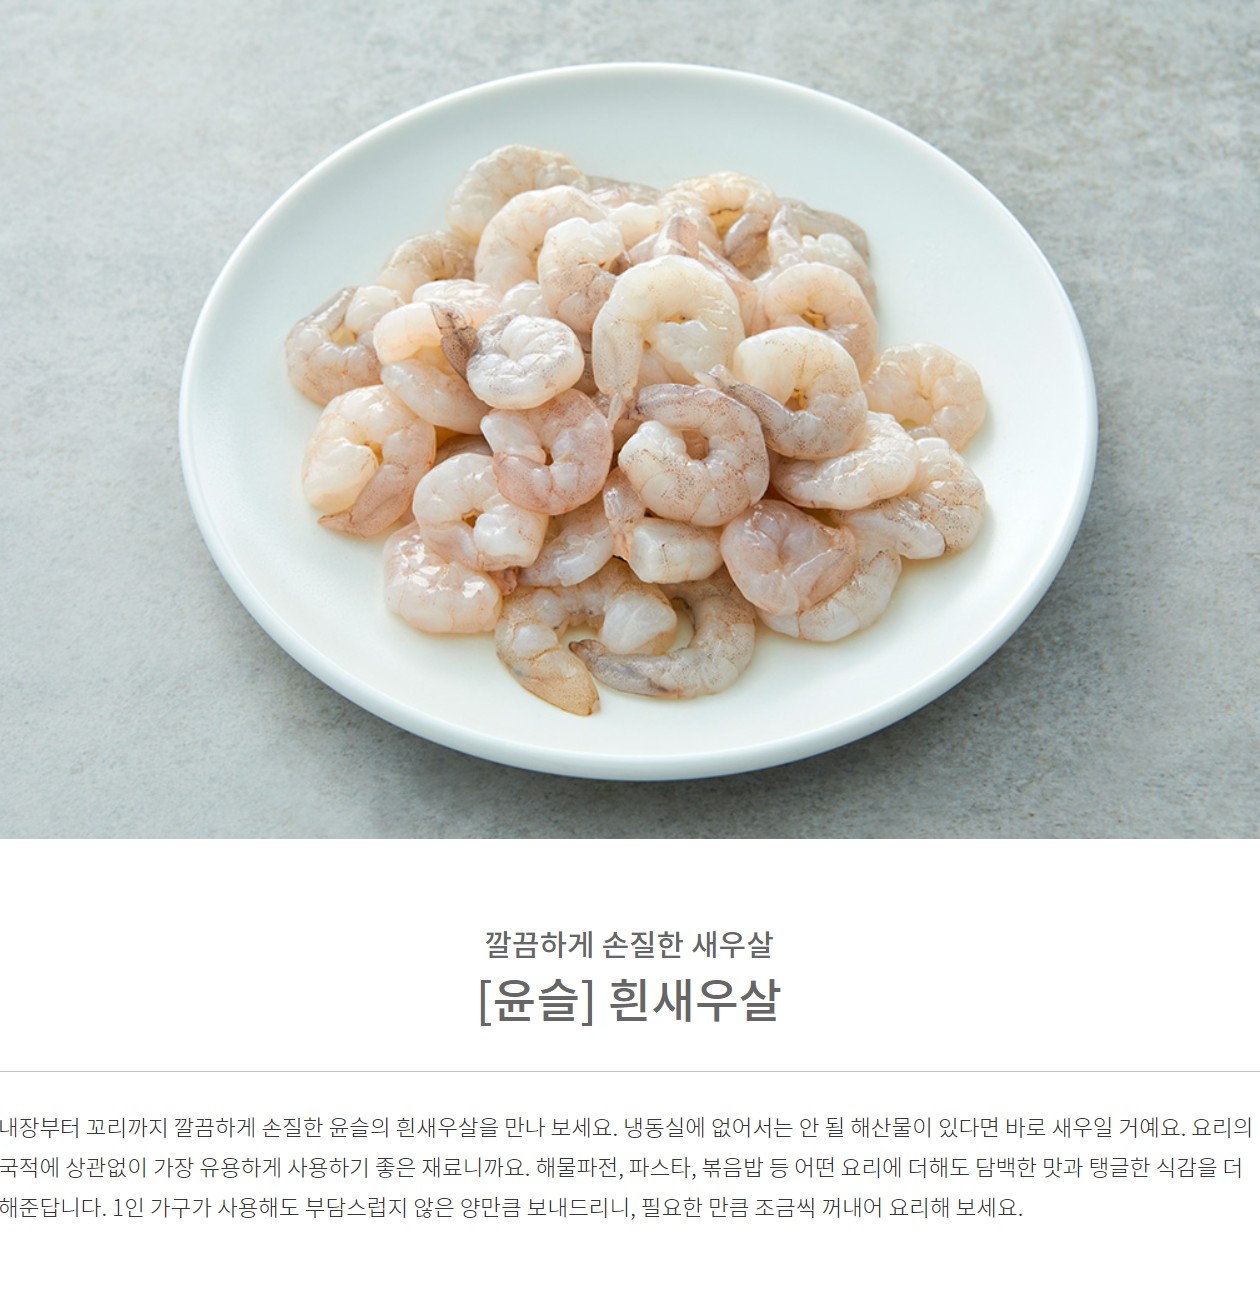 깔끔하게 손질한 새우살
[윤슬] 흰새우살
내장부터 꼬리까지 깔끔하게 손질한 윤슬의 흰새우살을 만나 보세요. 냉동실에 없어서는 안 될 해산물이 있다면 바로 새우일 거예요. 요리의
국적에 상관없이 가장 유용하게 사용하기 좋은 재료니까요. 해물파전, 파스타, 볶음밥 등 어떤 요리에 더해도 담백한 맛과 탱글한 식감을 더
해준답니다. 1인 가구가 사용해도 부담스럽지 않은 양만큼 보내드리니, 필요한 만큼 조금씩 꺼내어 요리해 보세요.